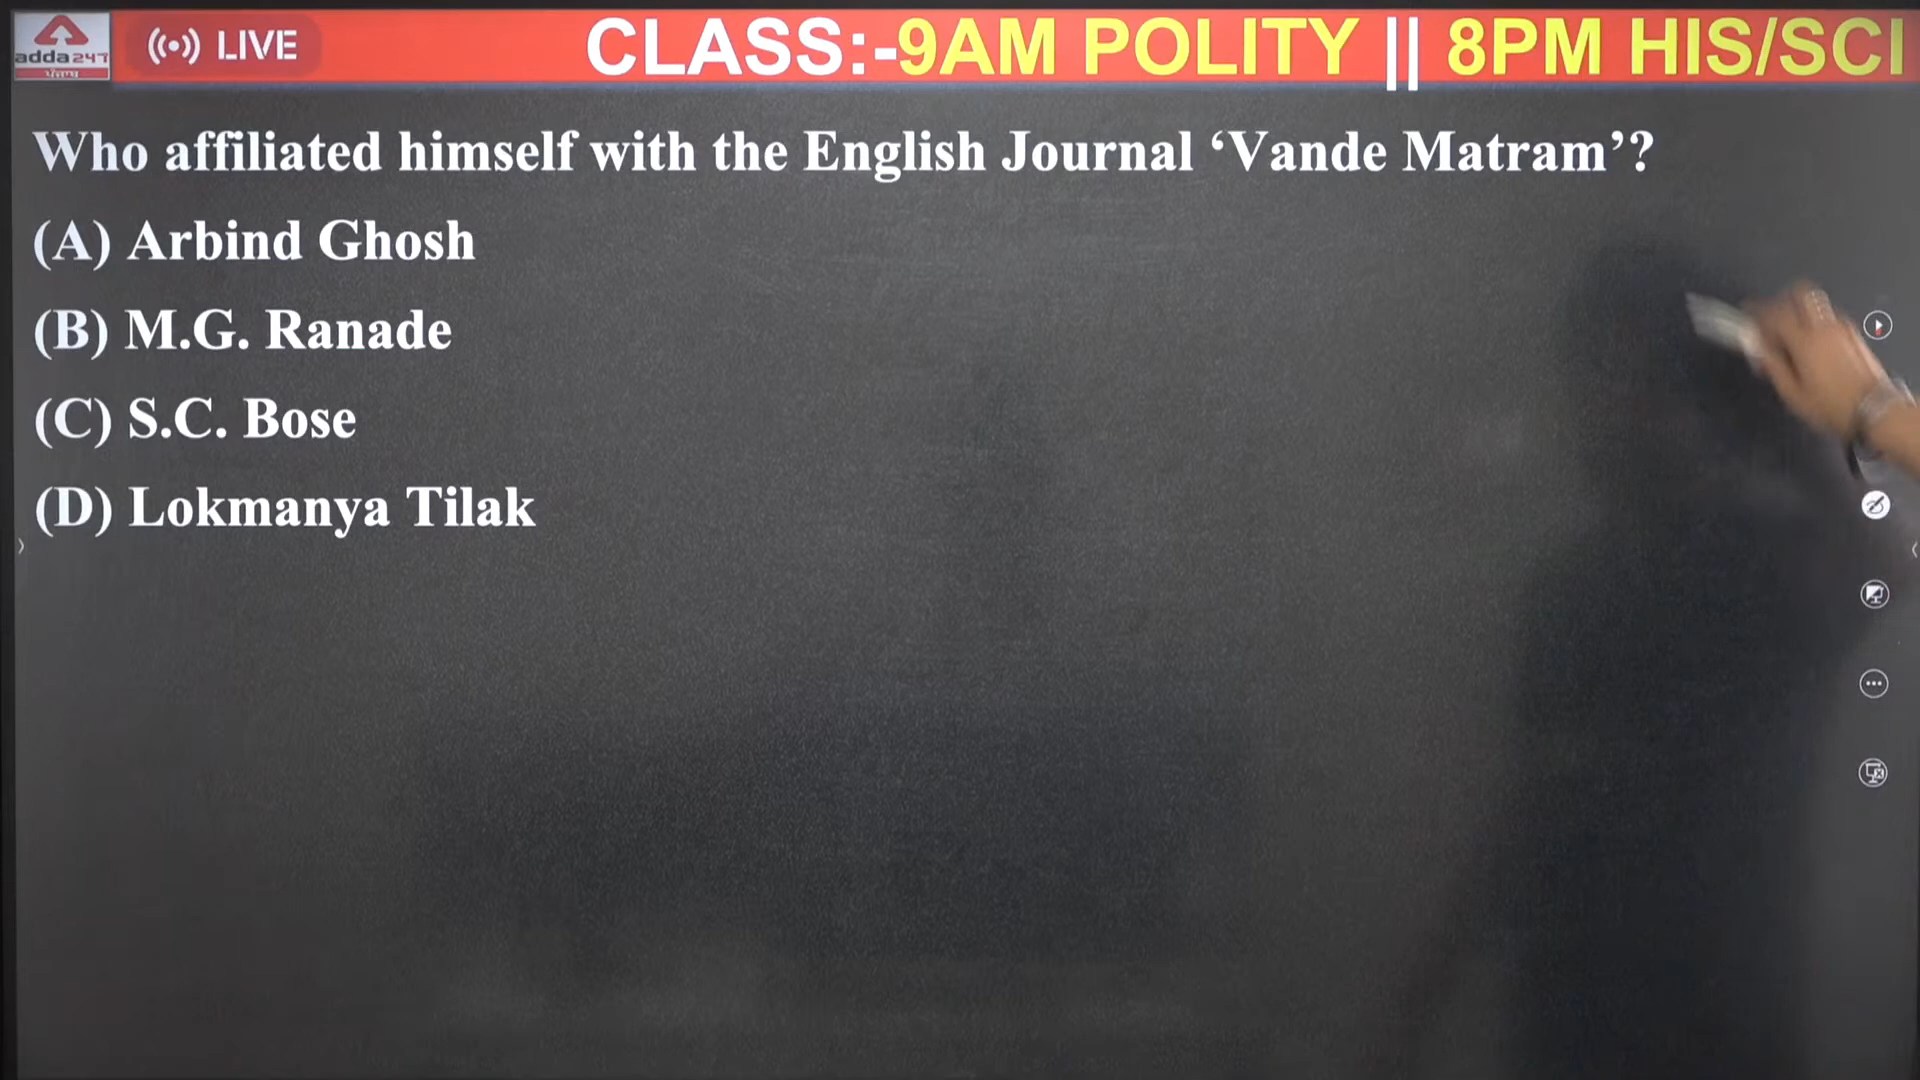 adda247
ਪੰਜਾਬ
LIVE
CLASS:-9AM POLITY || 8PM HIS/SCI
Who affiliated himself with the English Journal ‘Vande Matram’?
(A) Arbind Ghosh
(B) M.G. Ranade
(C) S.C. Bose
(D) Lokmanya Tilak